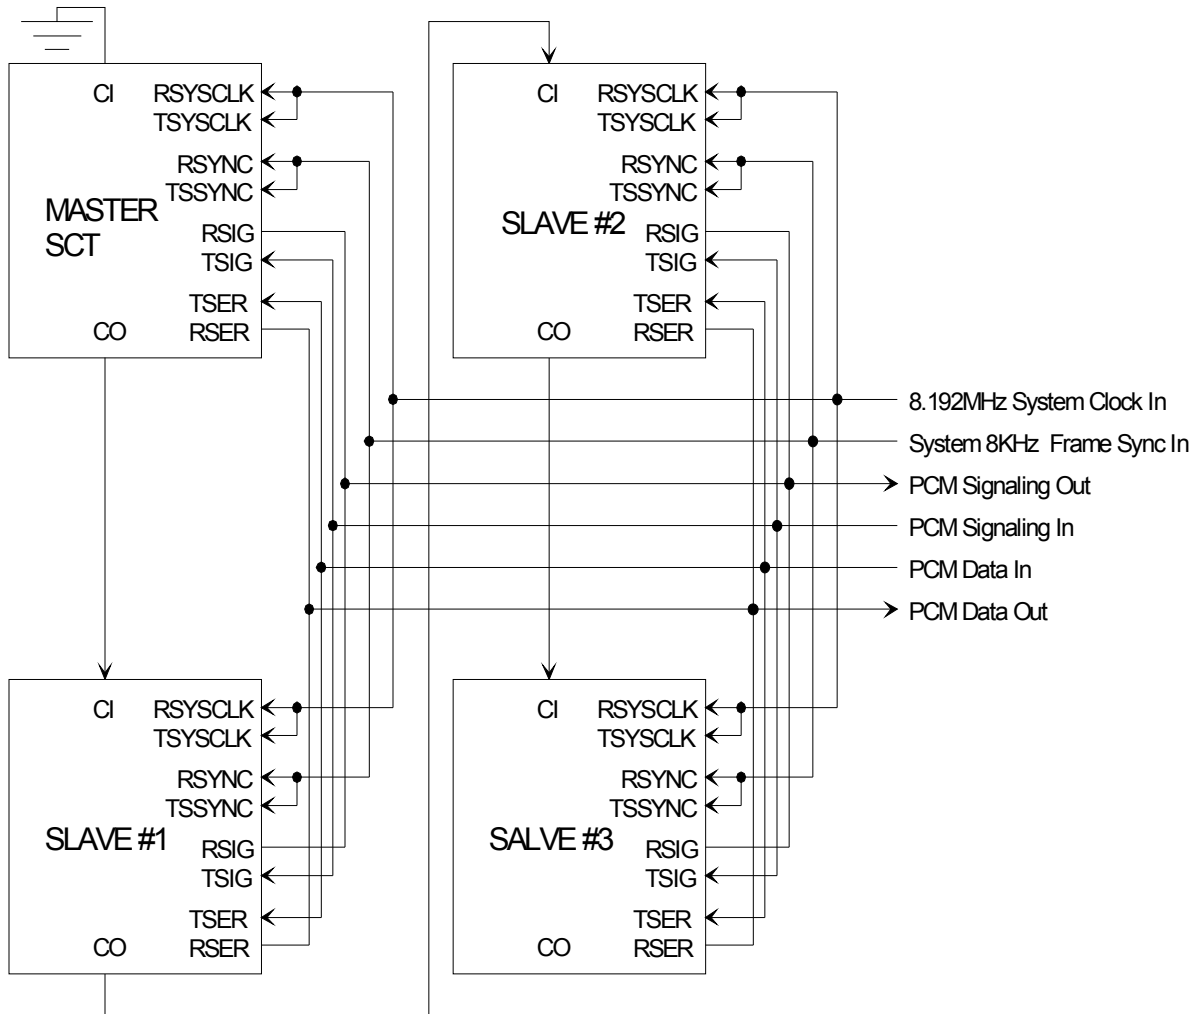 CI
RSYSCLK
TSYSCLK
RSYNC
TSSYNC
MASTER
SCT
RSIG
TSIG
TSER
CO
RSER
CI
RSYSCLK
TSYSCLK
RSYNC
TSSYNC
SLAVE #2
RSIG
TSIG
TSER
CO
RSER
8.192MHz System Clock In
System 8KHz Frame Sync In
PCM Signaling Out
PCM Signaling In
PCM Data In
PCM Data Out
CI
RSYSCLK
TSYSCLK
RSYNC
TSSYNC
SLAVE #1
RSIG
TSIG
TSER
CO
RSER
CI
RSYSCLK
TSYSCLK
RSYNC
TSSYNC
SALVE #3
RSIG
TSIG
TSER
CO
RSER